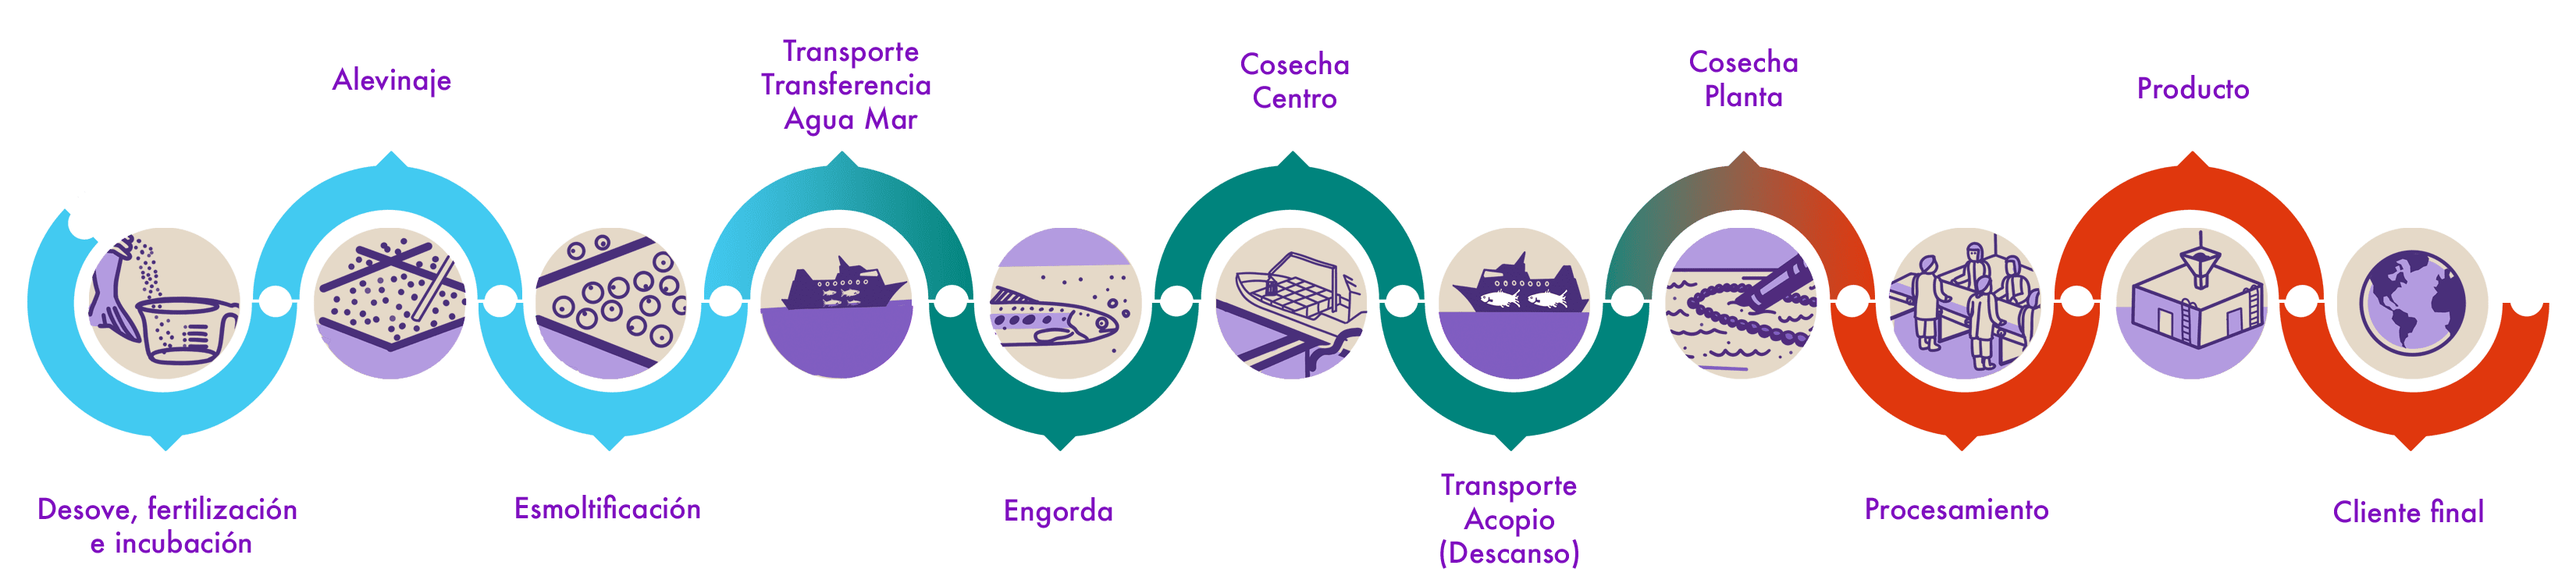 Desove, fertilización
e incubación
Alevinaje
Esmoltificación
Transporte
Transferencia
Agua Mar
Engorda
Cosecha
Centro
Transporte
Acopio
(Descanso)
Cosecha
Planta
Procesamiento
Producto
Cliente final